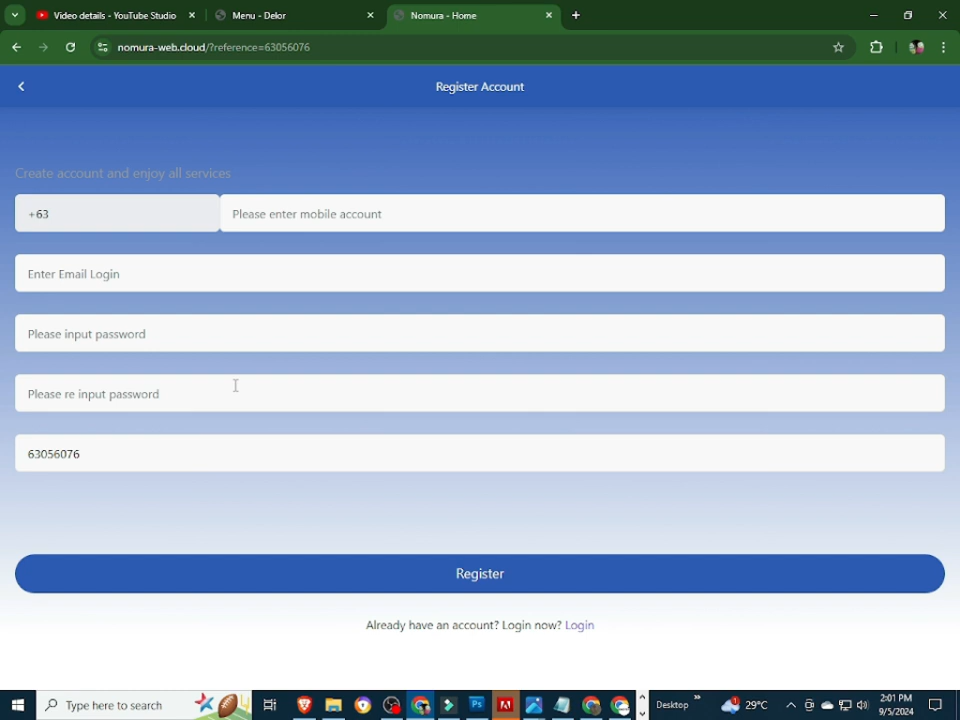 Video details - YouTube Studio
Menu - Delor
Nomura - Home
nomura-web.cloud/?reference=63056076
Register Account
Create account and enjoy all services
+63
Please enter mobile account
Enter Email Login
Please input password
Please re input password
63056076
Register
Already have an account? Login now? Login
Type here to search
Ps
Desktop
29°C
2:01 PM
9/5/2024